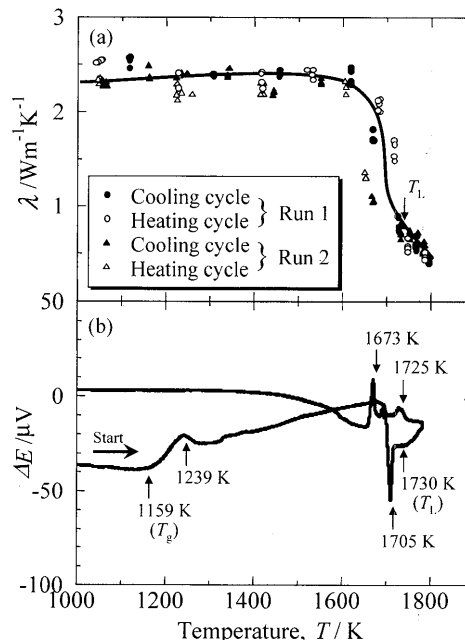 (a)
3
2
1
λ /Wm⁻¹K⁻¹
T_L
Cooling cycle
Heating cycle } Run 1
Cooling cycle
Heating cycle } Run 2
50
(b)
0
-50
-100
ΔE/μV
1673 K
1725 K
Start
1239 K
1159 K
(T_g)
1730 K
(T_L)
1705 K
1000 1200 1400 1600 1800
Temperature, T / K